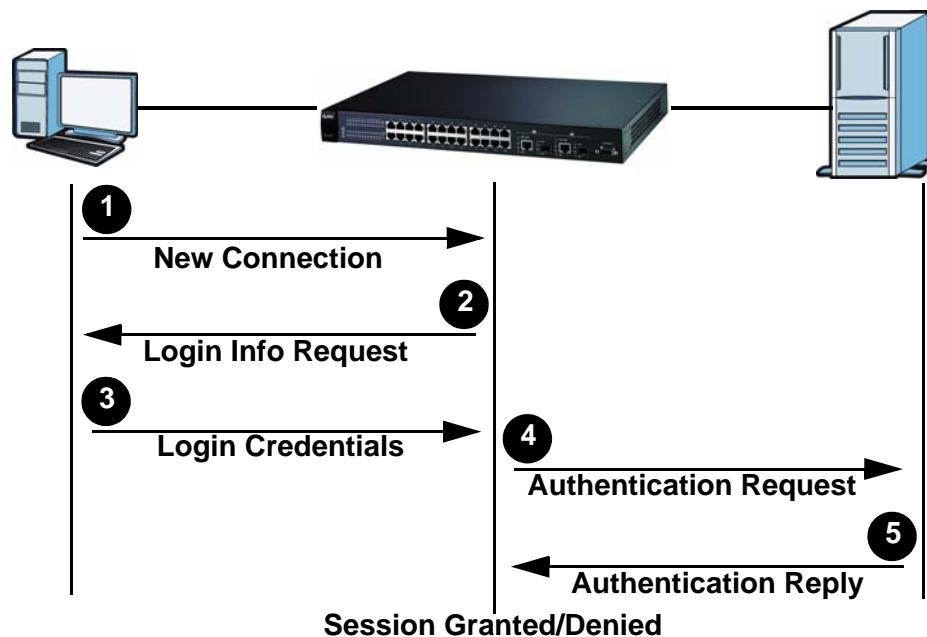 1
New Connection
2
Login Info Request
3
Login Credentials
4
Authentication Request
5
Authentication Reply
Session Granted/Denied